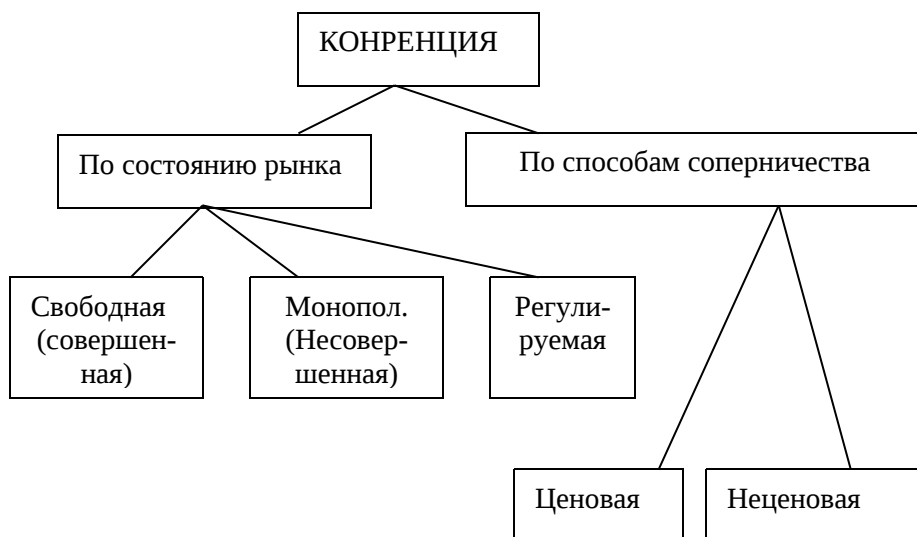 КОНРЕНЦИЯ
По состоянию рынка
По способам соперничества
Свободная
(совершен-
ная)
Монопол.
(Несовер-
шенная)
Регули-
руемая
Ценовая
Неценовая